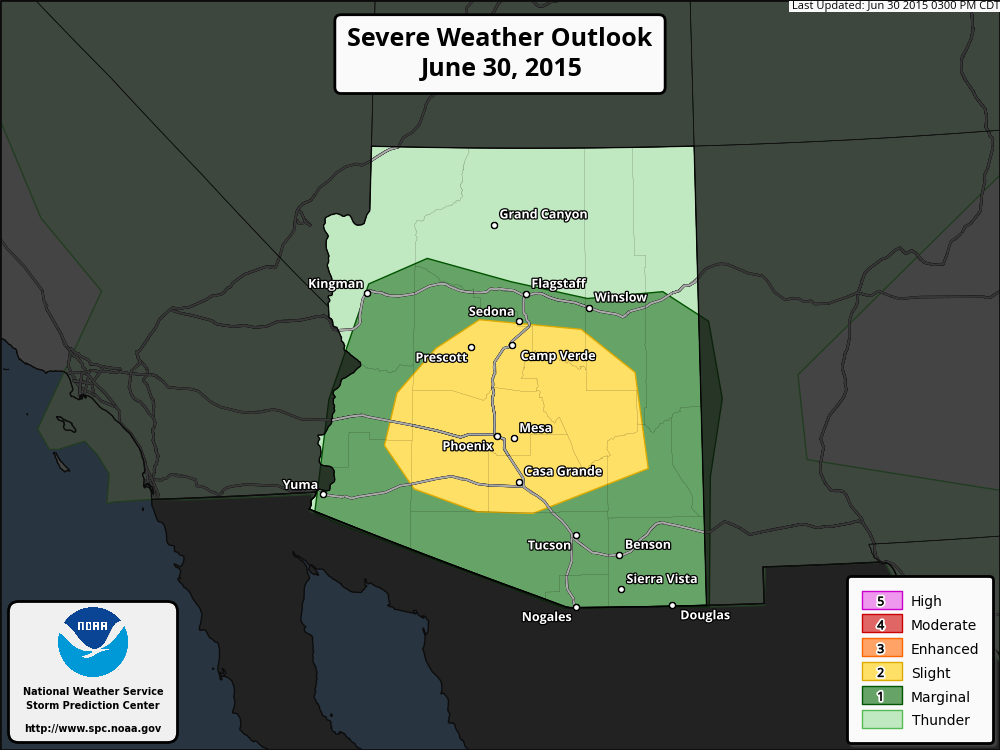 Last Updated: Jun 30 2015 0300 PM CDT
Severe Weather Outlook
June 30, 2015
Grand Canyon
Kingman
Flagstaff
Winslow
Sedona
Prescott
Camp Verde
Mesa
Phoenix
Casa Grande
Yuma
Tucson
Benson
Sierra Vista
Nogales
Douglas
NOAA
National Weather Service
Storm Prediction Center
http://www.spc.noaa.gov
5 High
4 Moderate
3 Enhanced
2 Slight
1 Marginal
Thunder